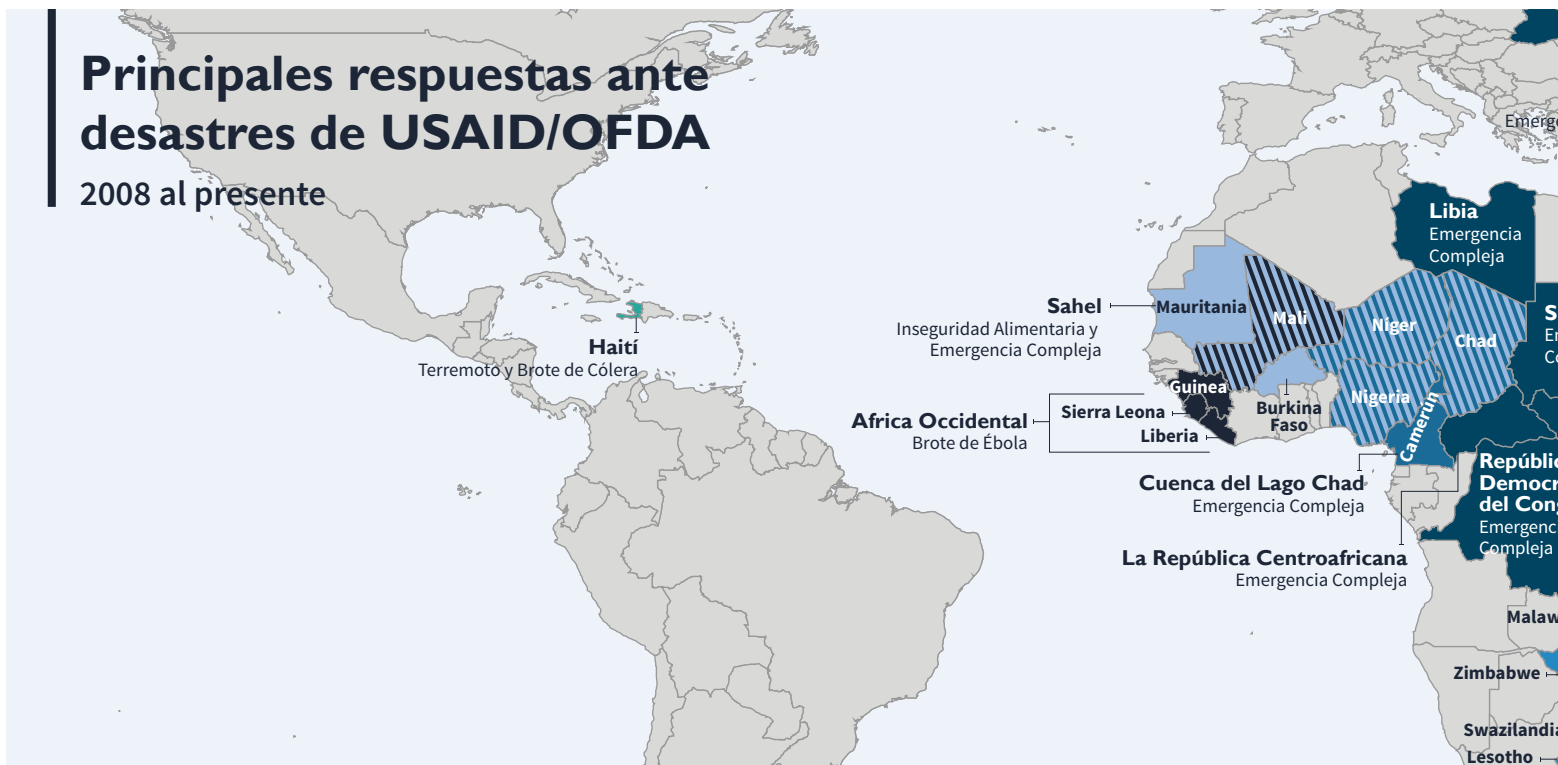 Principales respuestas ante
desastres de USAID/OFDA
2008 al presente
Haití
Terremoto y Brote de Cólera
Sahel
Inseguridad Alimentaria y
Emergencia Compleja
Mauritania
Mali
Níger
Chad
Libia
Emergencia
Compleja
Guinea
Sierra Leona
Liberia
Africa Occidental
Brote de Ébola
Burkina
Faso
Nigeria
Camerún
Cuenca del Lago Chad
Emergencia Compleja
La República Centroafricana
Emergencia Compleja
del
Compleja
Zimbabwe
Lesotho